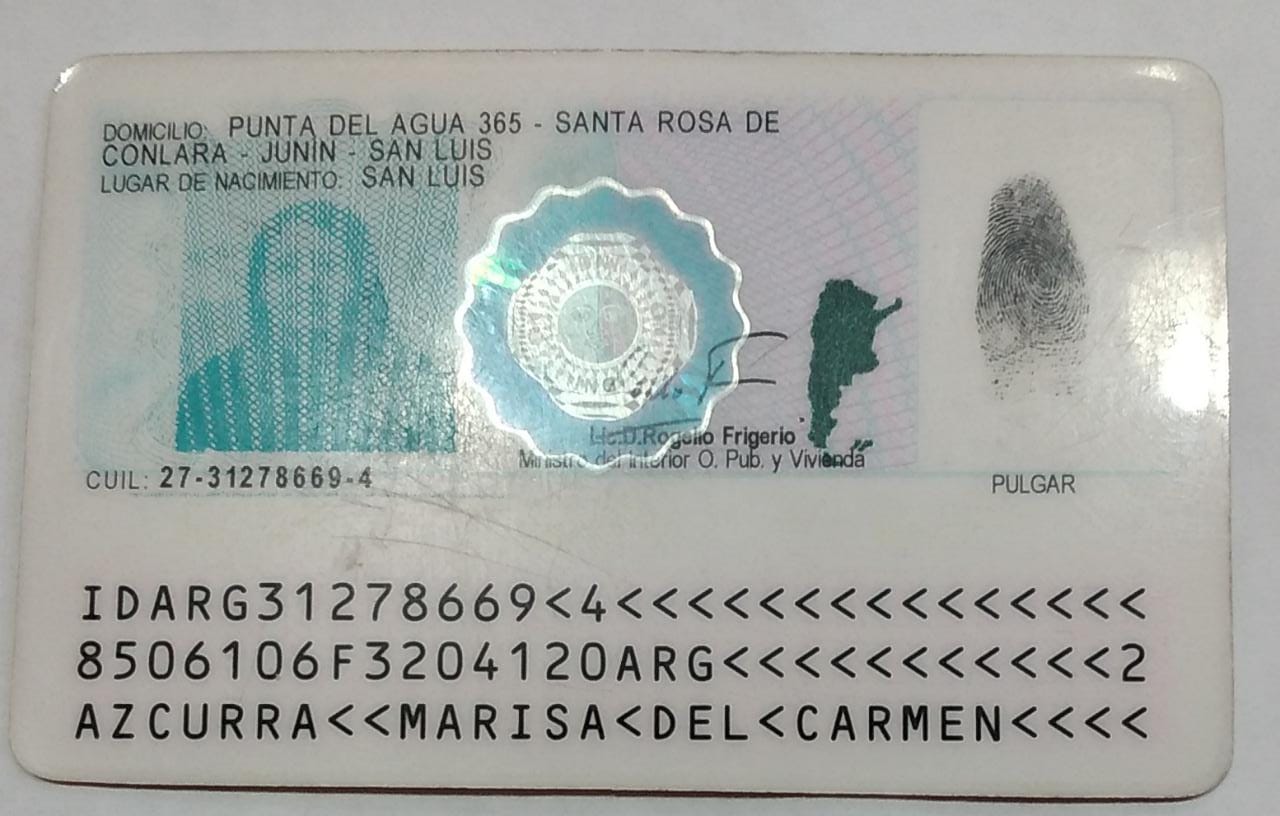 DOMICILIO: PUNTA DEL AGUA 365 - SANTA ROSA DE
CONLARA - JUNIN - SAN LUIS
LUGAR DE NACIMIENTO: SAN LUIS
Lic.D.Rogelio Frigerio
Ministro del Interior O. Pub. y Vivienda
CUIL: 27-31278669-4
PULGAR
IDARG31278669<4<<<<<<<<<<<<<<<
8506106F3204120ARG<<<<<<<<<<<2
AZCURRA<<MARISA<DEL<CARMEN<<<<